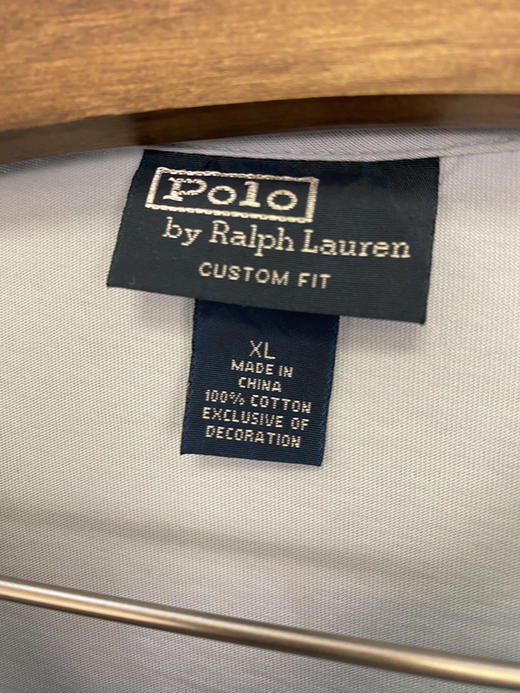 Polo
by Ralph Lauren
CUSTOM FIT
XL
MADE IN
CHINA
100% COTTON
EXCLUSIVE OF
DECORATION